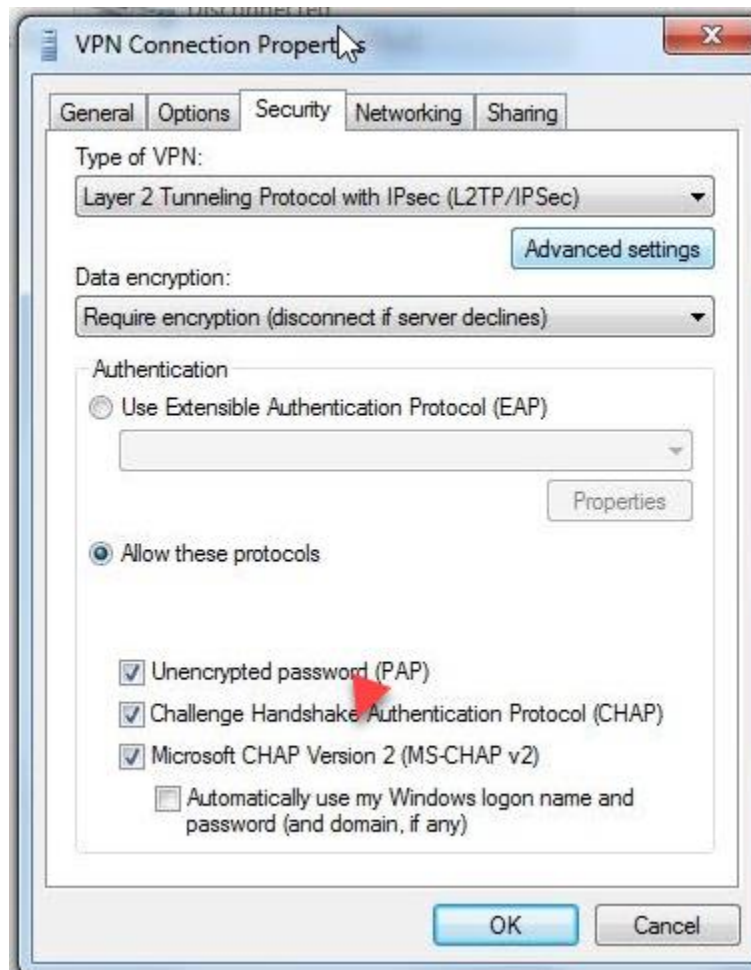 Disconnected
VPN Connection Properties
General Options Security Networking Sharing
Type of VPN:
Layer 2 Tunneling Protocol with IPsec (L2TP/IPSec)
Advanced settings
Data encryption:
Require encryption (disconnect if server declines)
Authentication
Use Extensible Authentication Protocol (EAP)
Properties
Allow these protocols
Unencrypted password (PAP)
Challenge Handshake Authentication Protocol (CHAP)
Microsoft CHAP Version 2 (MS-CHAP v2)
Automatically use my Windows logon name and
password (and domain, if any)
OK Cancel